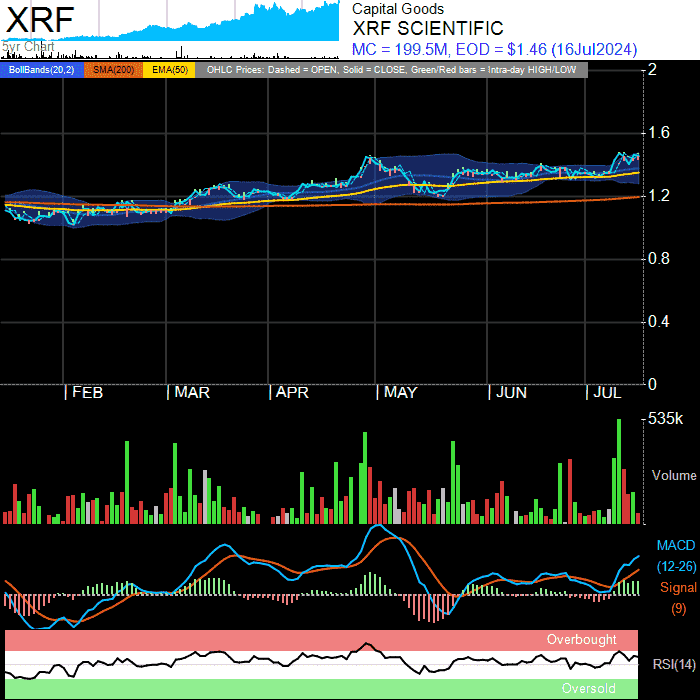 XRF
5yr Chart
Capital Goods
XRF SCIENTIFIC
MC = 199.5M, EOD = $1.46 (16Jul2024)
BollBands(20,2) SMA(200) EMA(50) OHLC Prices: Dashed = OPEN, Solid = CLOSE, Green/Red bars = Intra-day HIGH/LOW
2
1.6
1.2
0.8
0.4
0
| FEB | MAR | APR | MAY | JUN | JUL
535k
Volume
MACD
(12-26)
Signal
(9)
Overbought
RSI(14)
Oversold